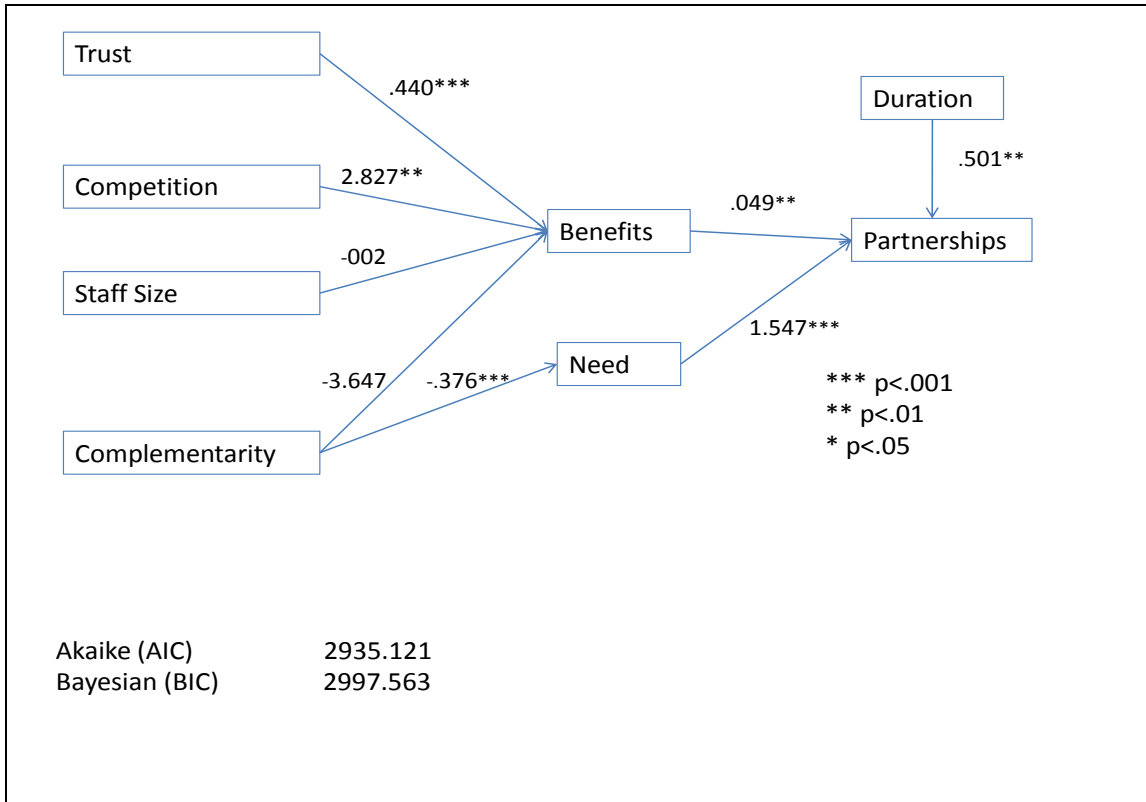 Trust
.440***
Duration
.501**
Competition
2.827**
Benefits
.049**
Partnerships
Staff Size
-002
Need
1.547***
-3.647
-.376***
Complementarity
*** p<.001
** p<.01
* p<.05
Akaike (AIC) 2935.121
Bayesian (BIC) 2997.563